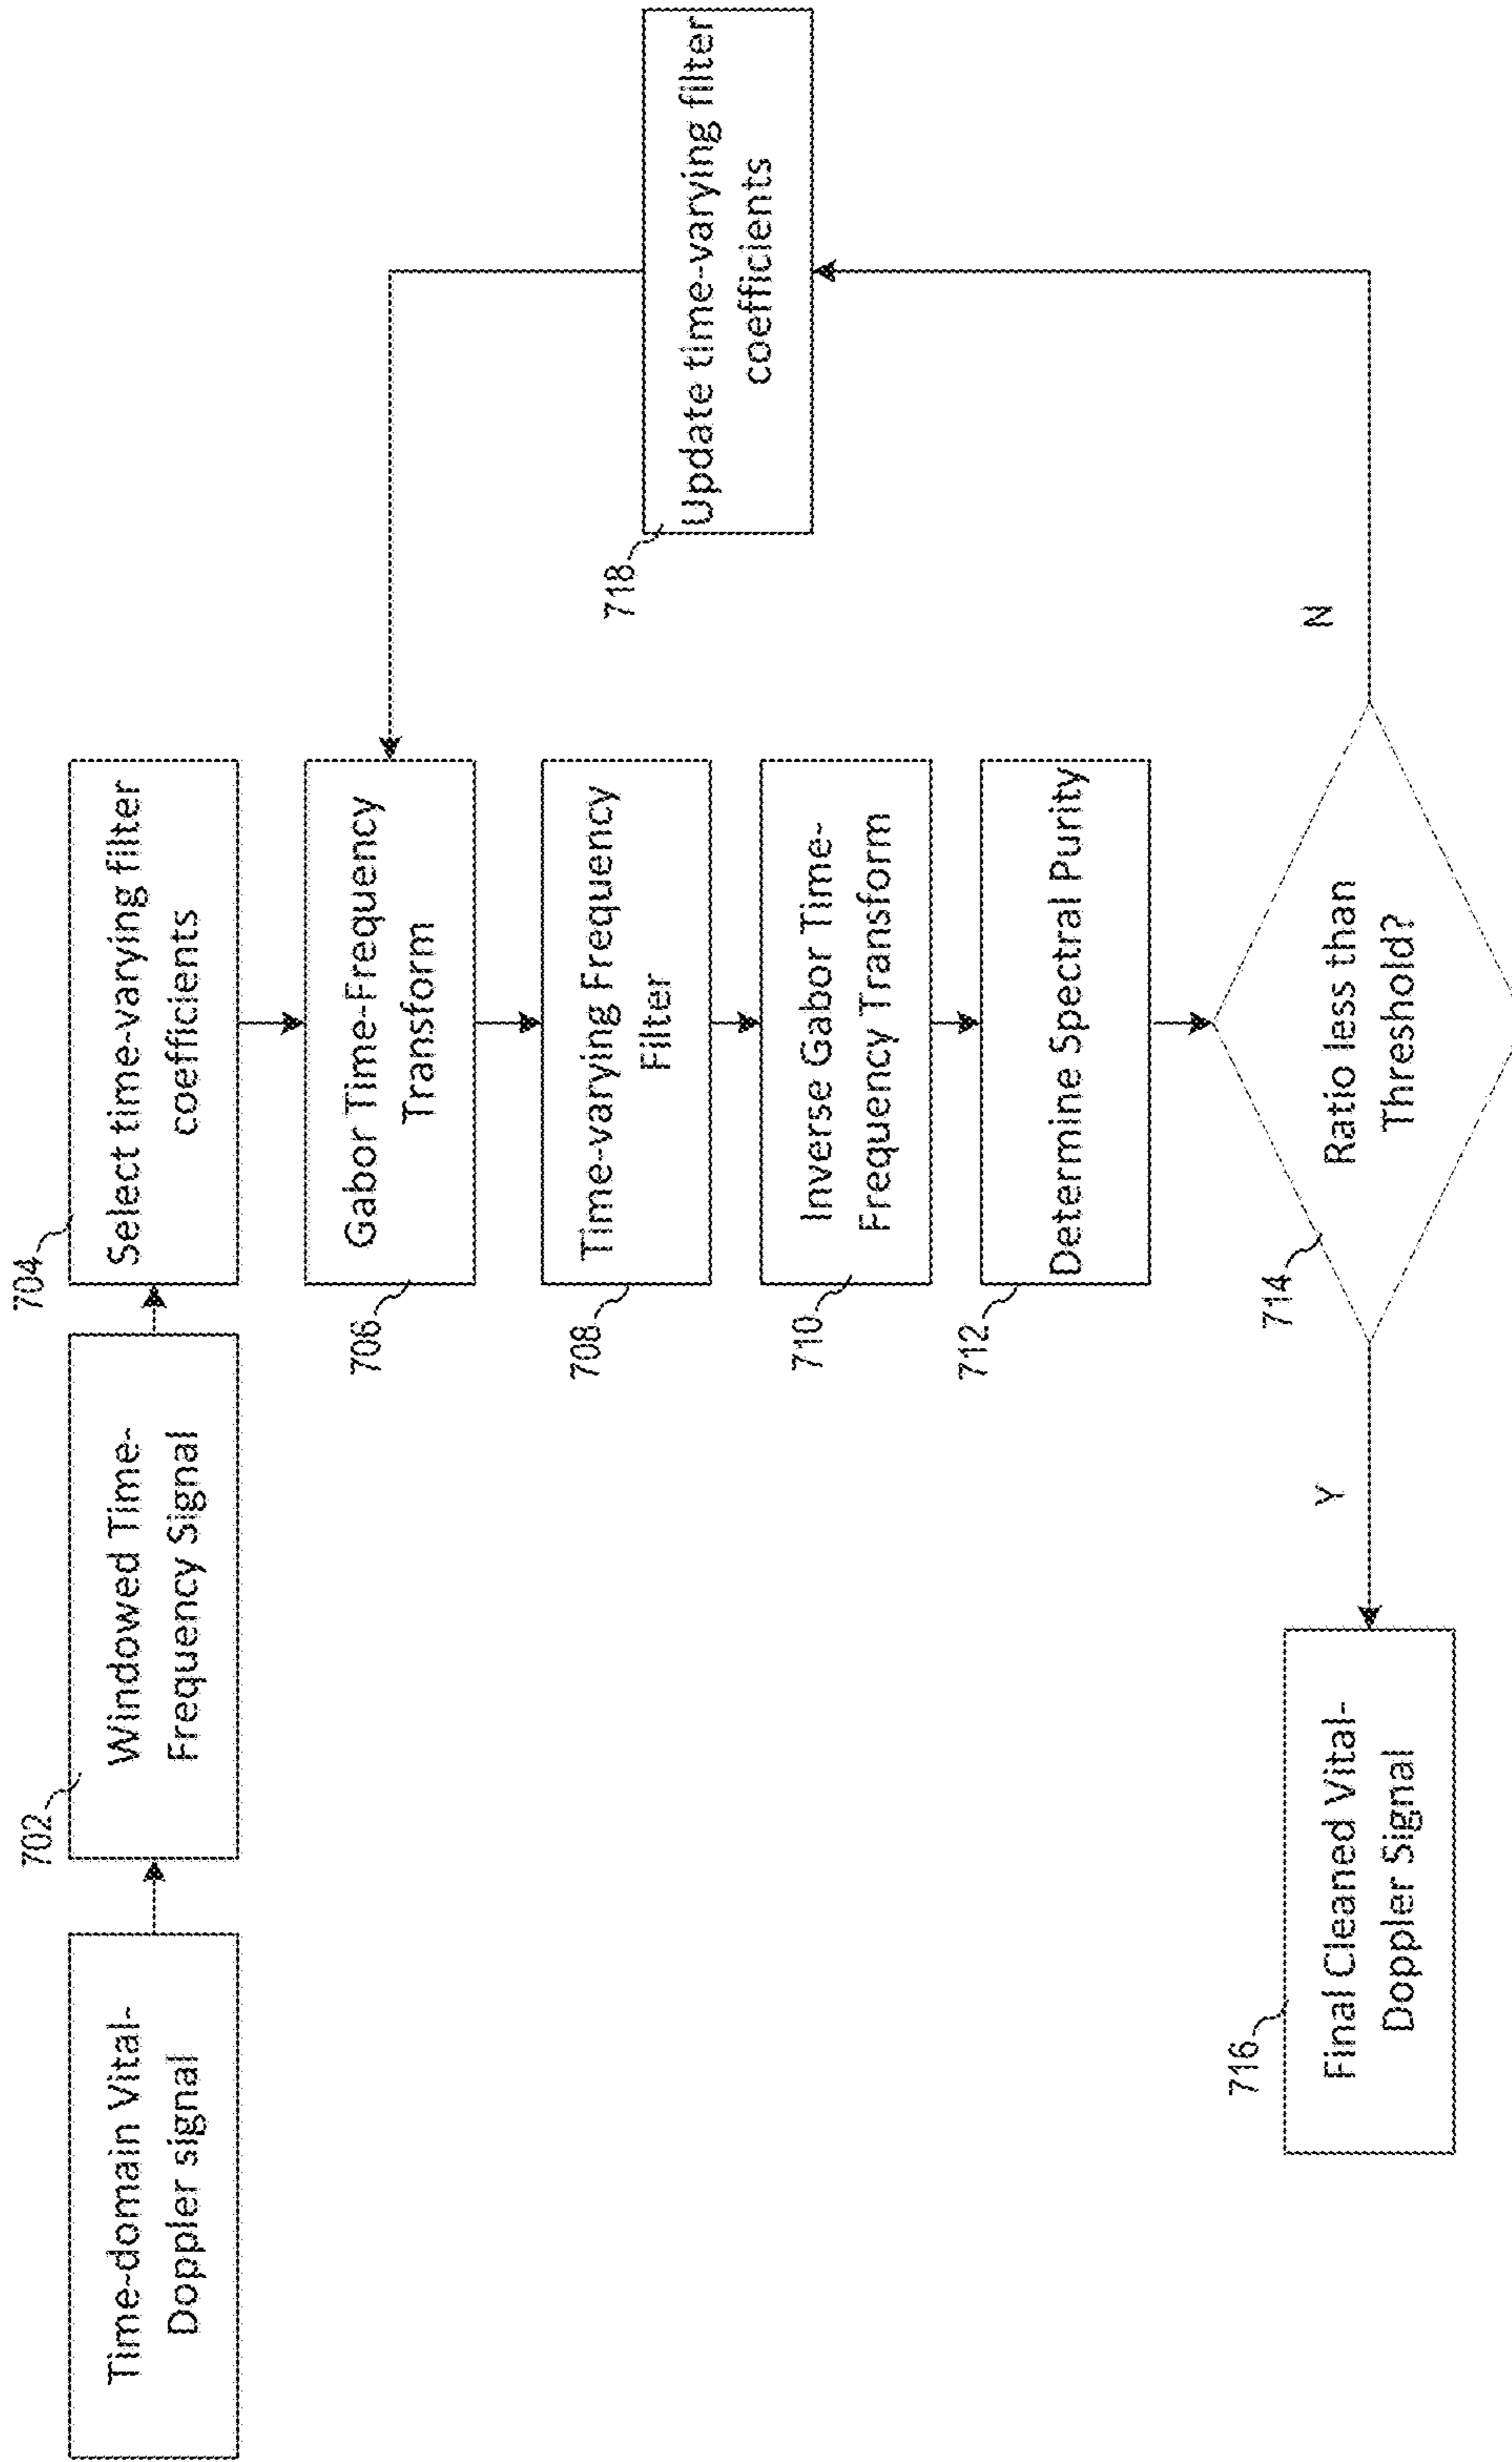 Time-domain Vital-
Doppler signal
702
Windowed Time-
Frequency Signal
704
Select time-varying filter
coefficients
706
Gabor Time-Frequency
Transform
708
Time-varying Frequency
Filter
710
Inverse Gabor Time-
Frequency Transform
712
Determine Spectral Purity
714
Ratio less than
Threshold?
Y
N
716
Final Cleaned Vital-
Doppler Signal
718
Update time-varying filter
coefficients